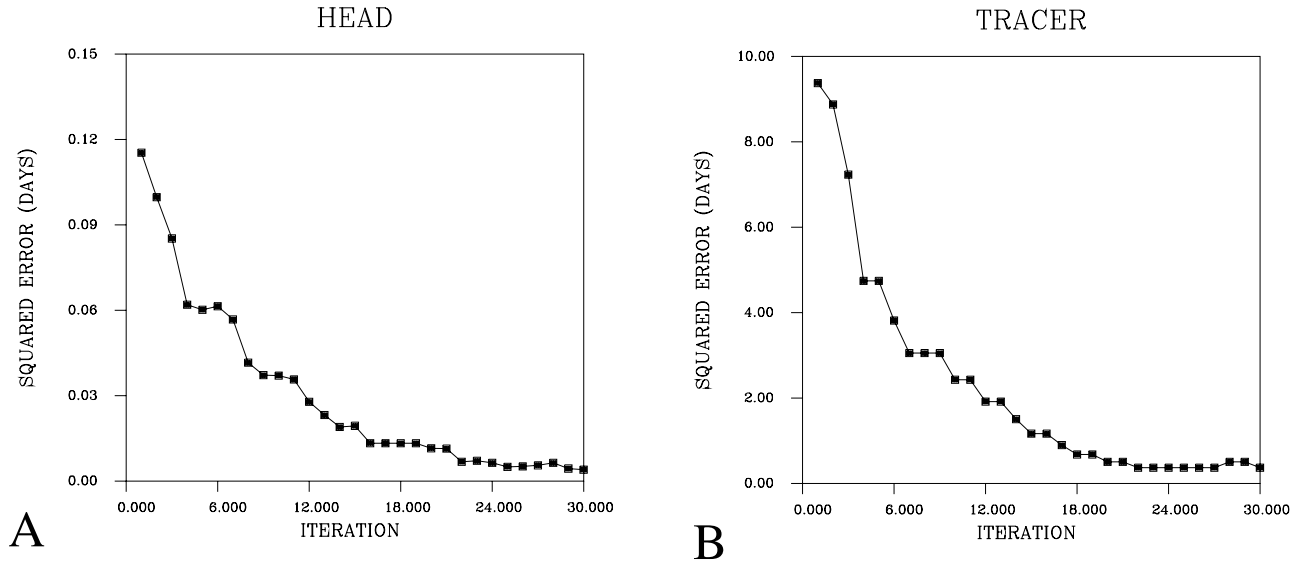 HEAD
0.15
0.12
0.09
0.06
0.03
0.00
SQUARED ERROR (DAYS)
0.000 6.000 12.000 18.000 24.000 30.000
ITERATION
A
TRACER
10.00
8.00
6.00
4.00
2.00
0.00
SQUARED ERROR (DAYS)
0.000 6.000 12.000 18.000 24.000 30.000
ITERATION
B